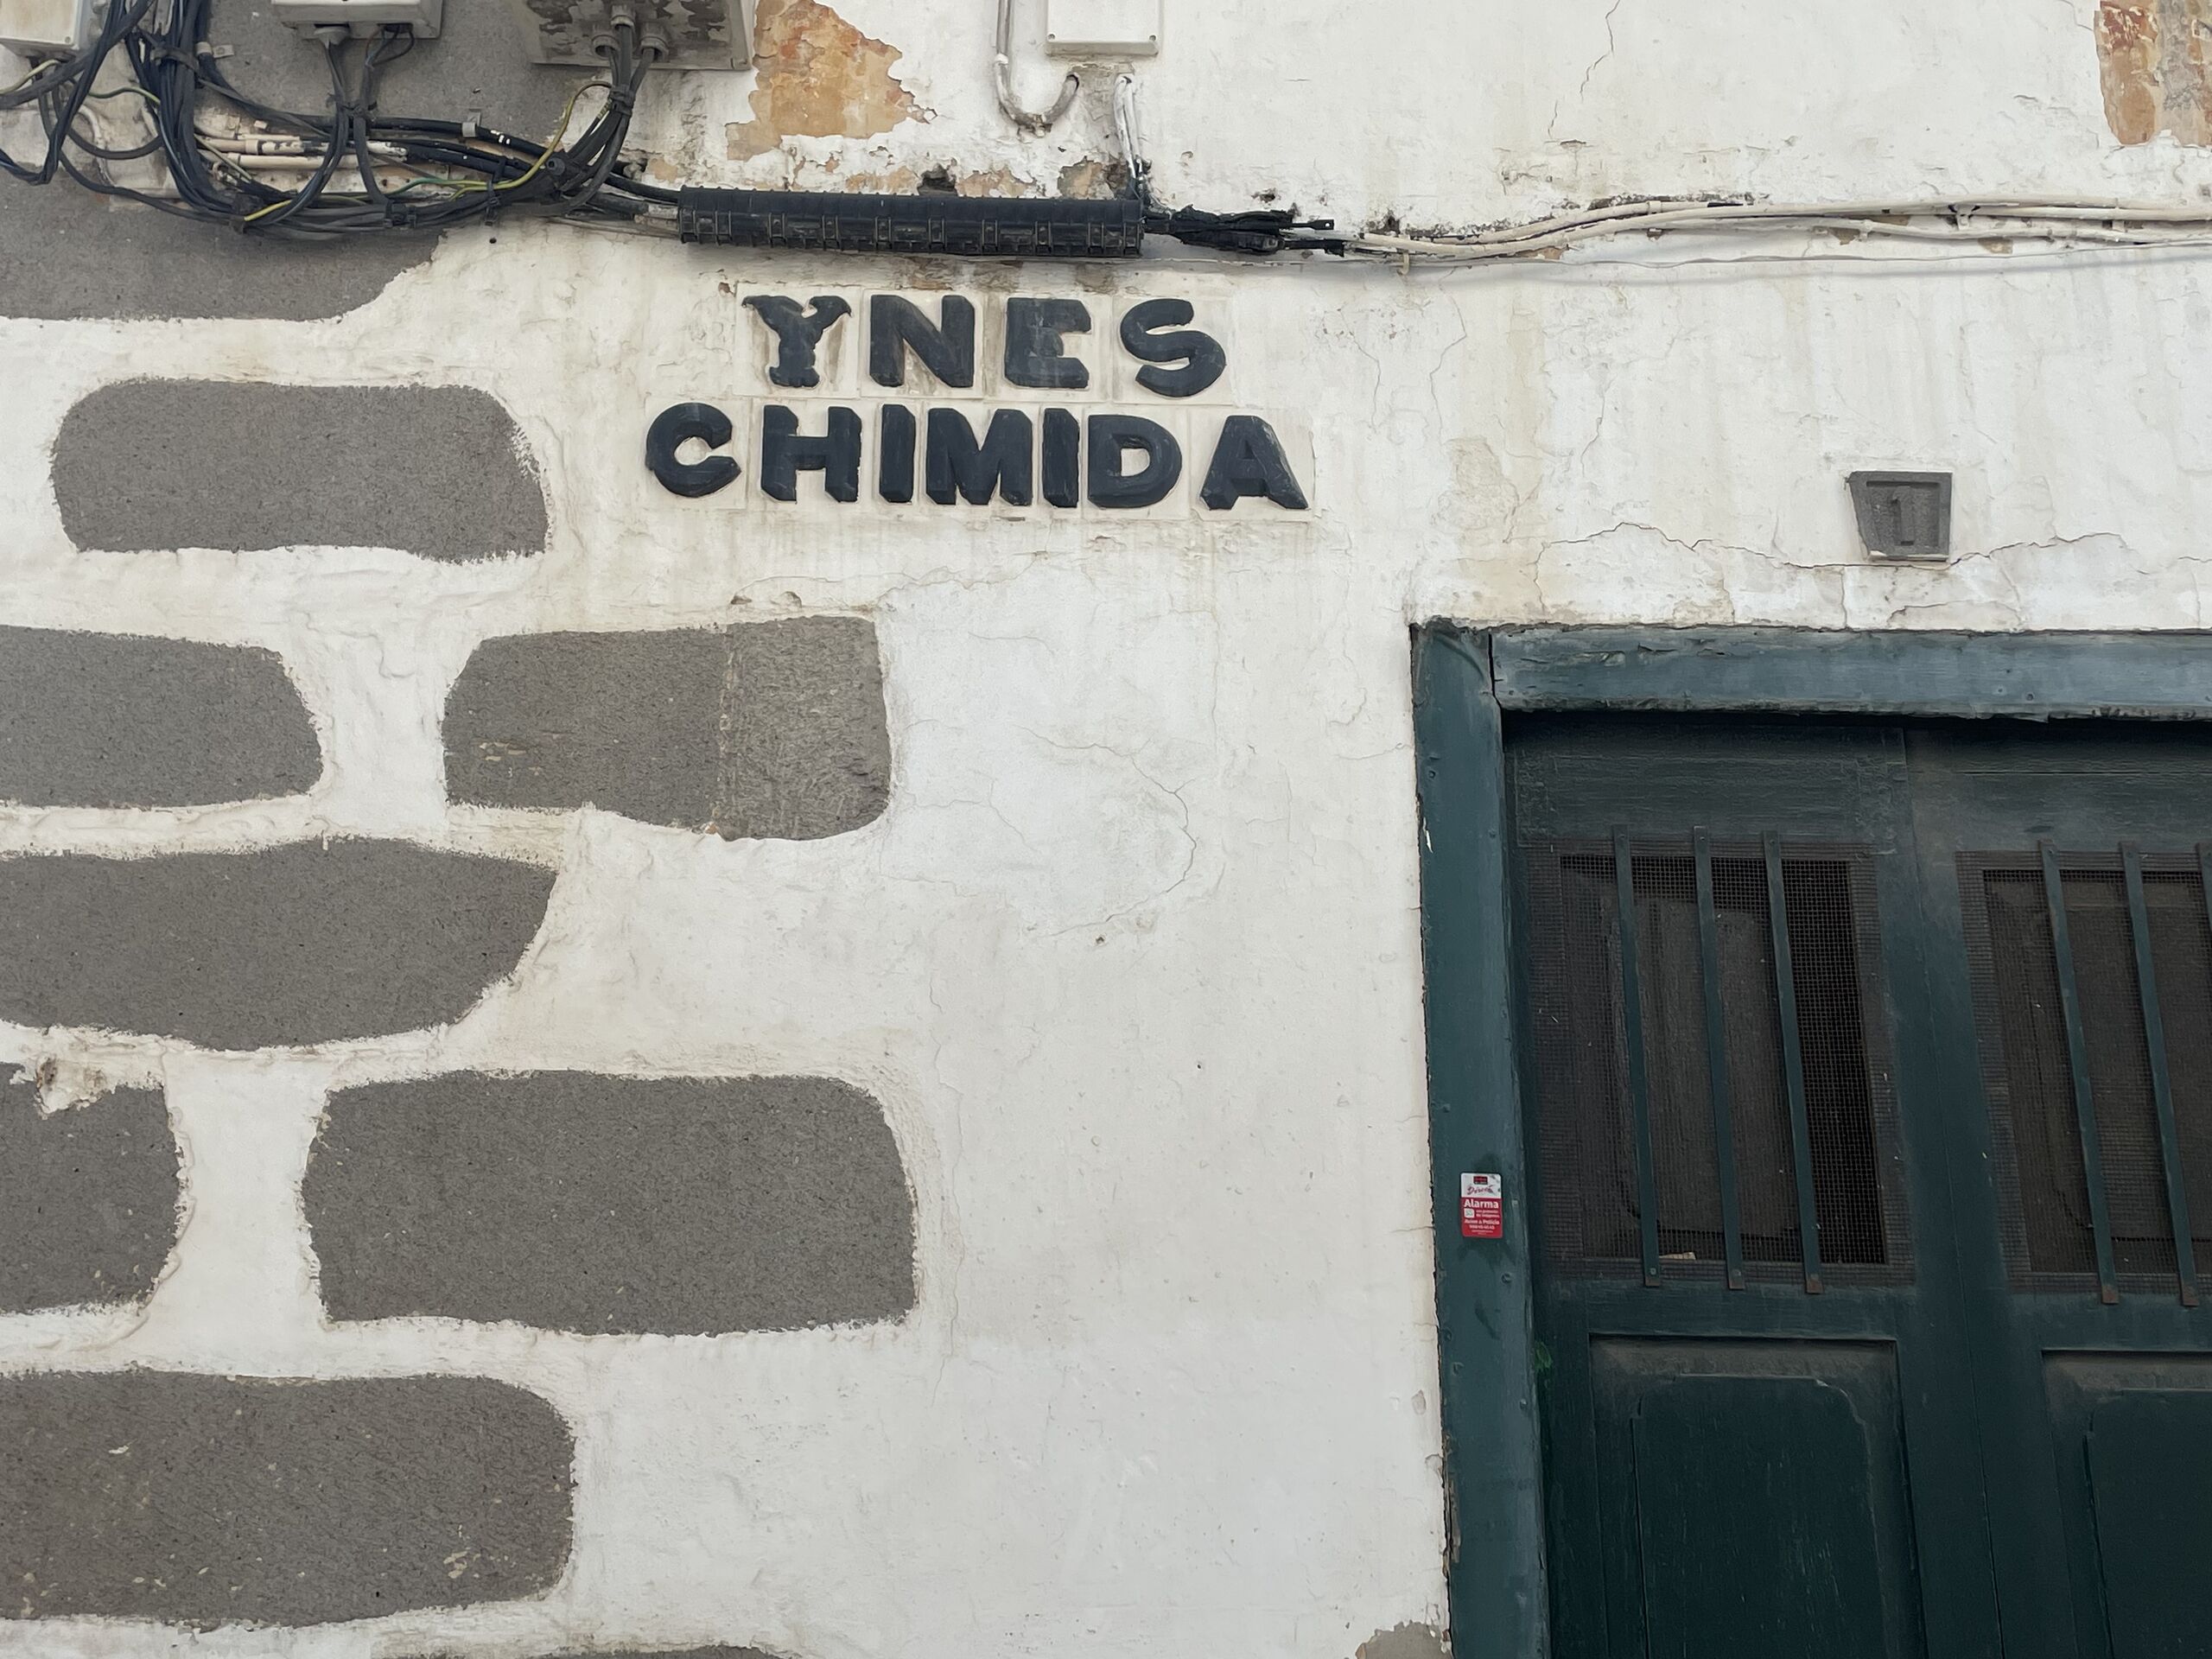 YNES
CHIMIDA
1
Alarma